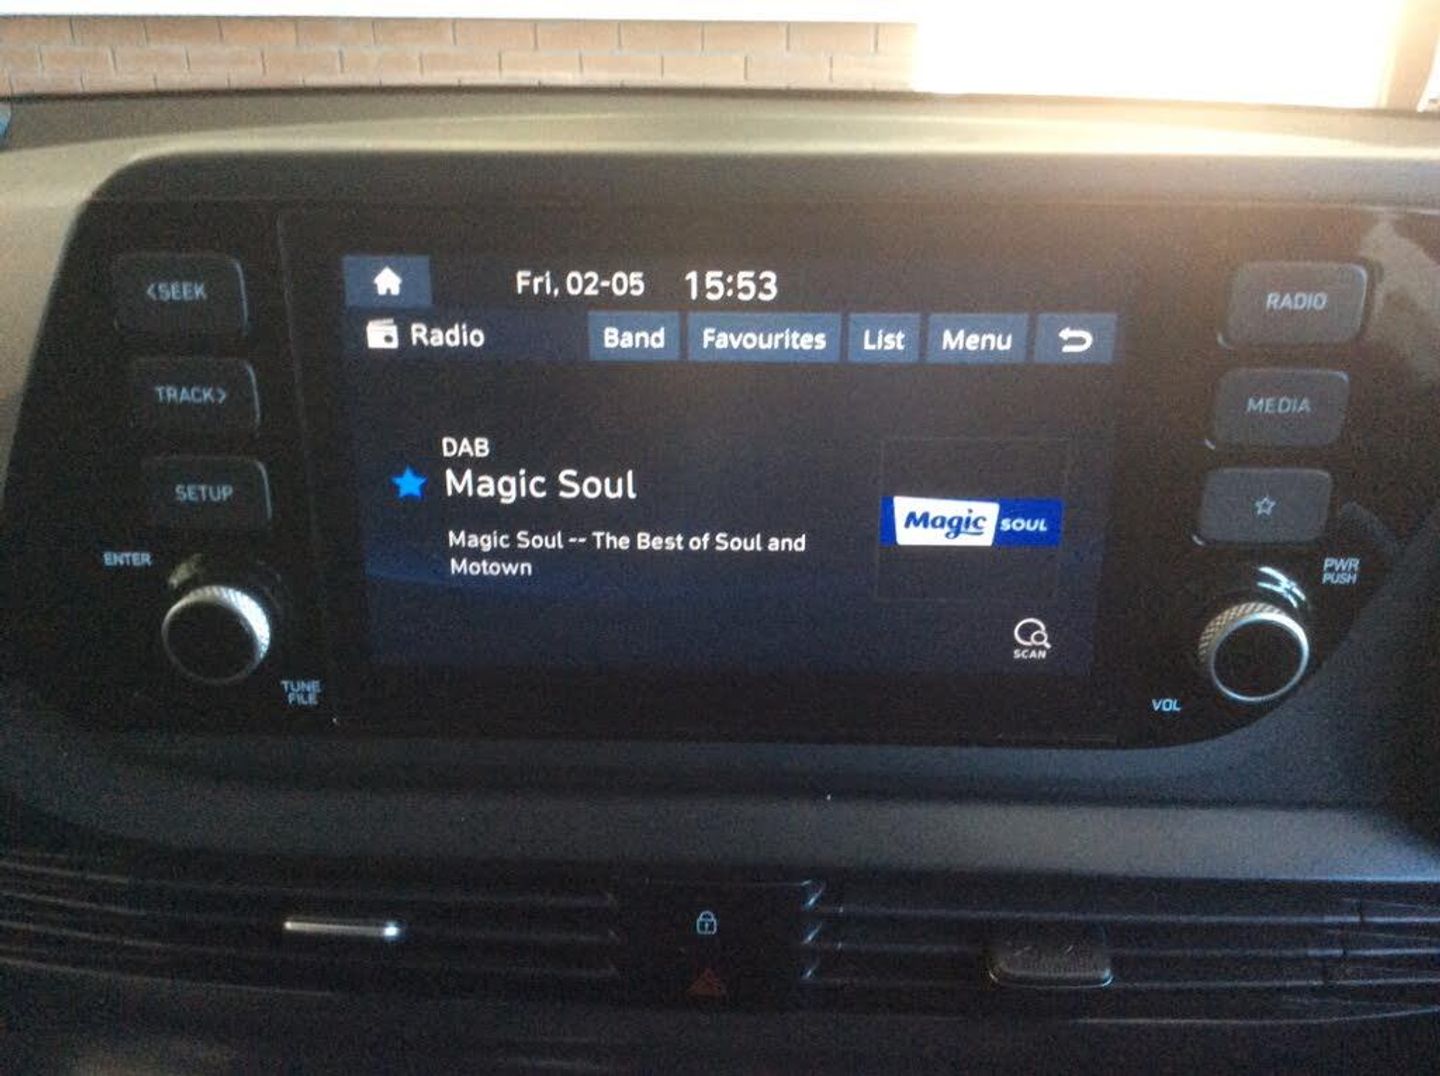 <SEEK
TRACK>
SETUP
ENTER
TUNE
FILE
Fri, 02-05 15:53
Radio Band Favourites List Menu
DAB
Magic Soul
Magic Soul -- The Best of Soul and
Motown
Magic SOUL
SCAN
RADIO
MEDIA
PWR
PUSH
VOL